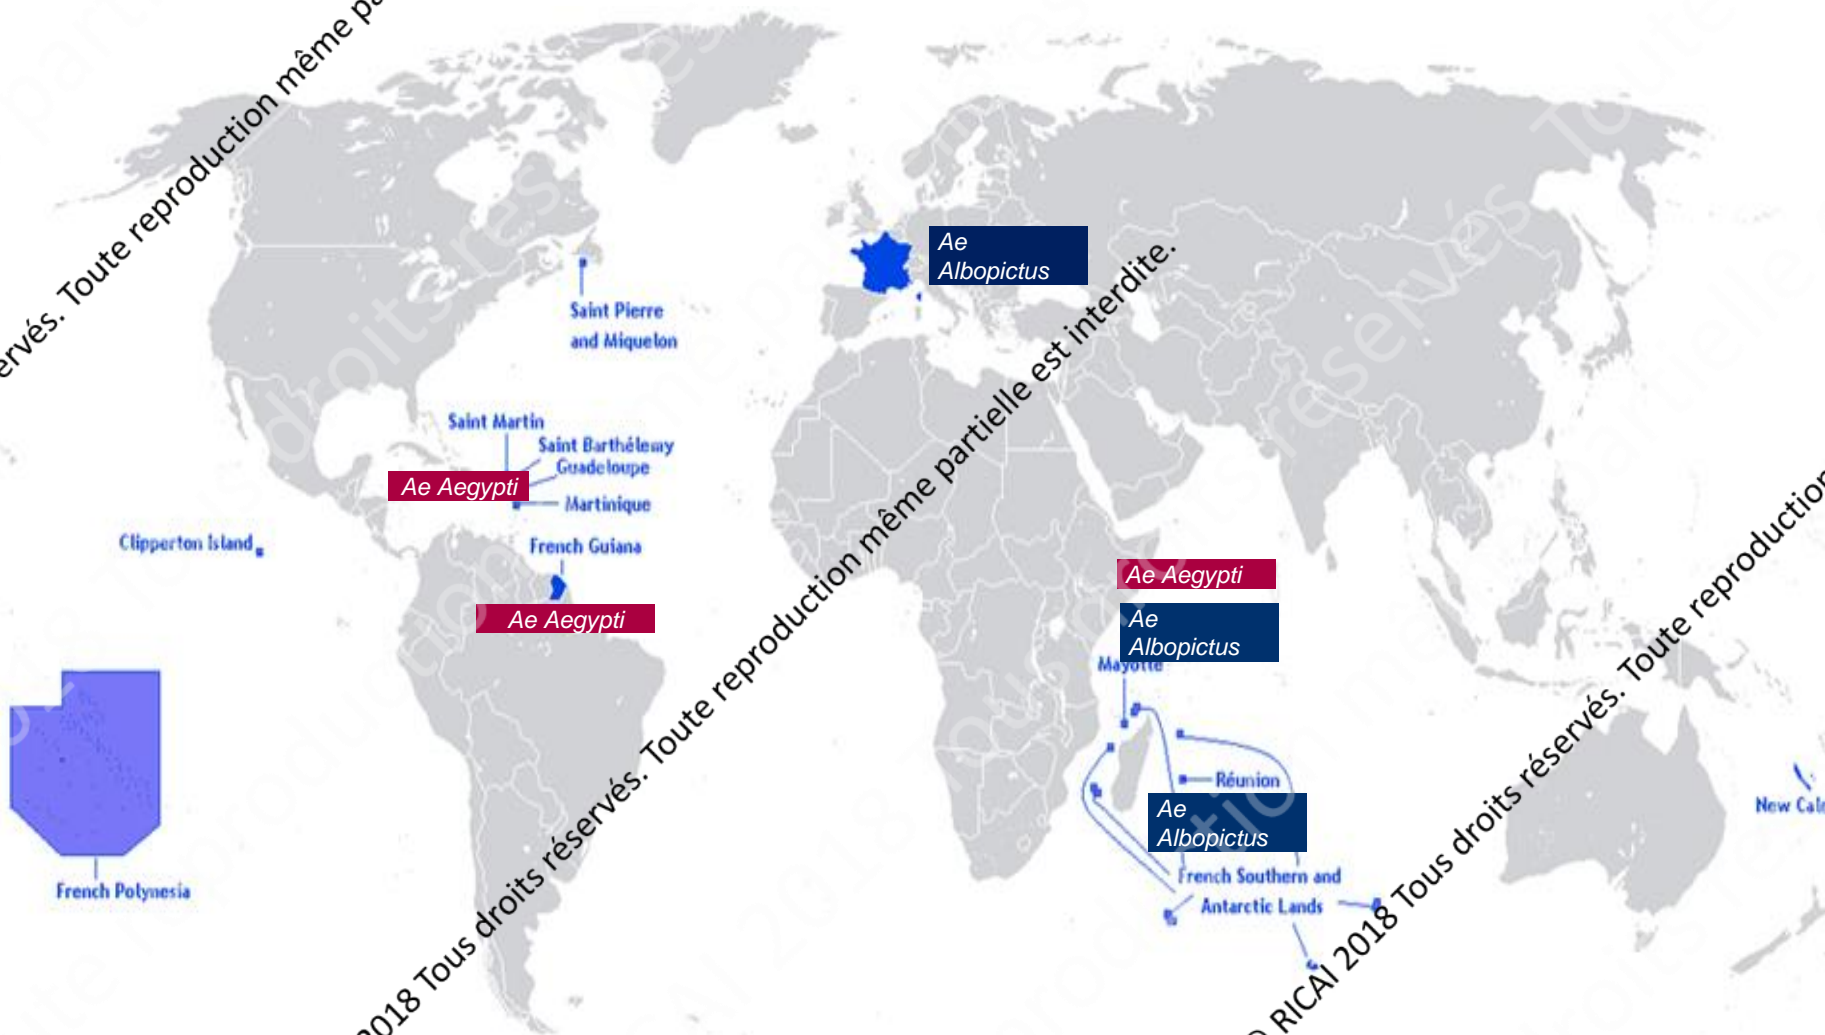 ervés. Toute reproduction même pa
Ae
Albopictus
Saint Pierre
and Miquelon
Saint Martin
Saint Barthélemy
Guadeloupe
Ae Aegypti
Martinique
Clipperton Island
French Guiana
Ae Aegypti
Ae Aegypti
Ae
Albopictus
Mayotte
Réunion
Ae
Albopictus
New Cale
French Polynesia
French Southern and
Antarctic Lands
2018 Tous droits réservés. Toute reproduction même partielle est interdite.
© RICAI 2018 Tous droits réservés. Toute reproduction